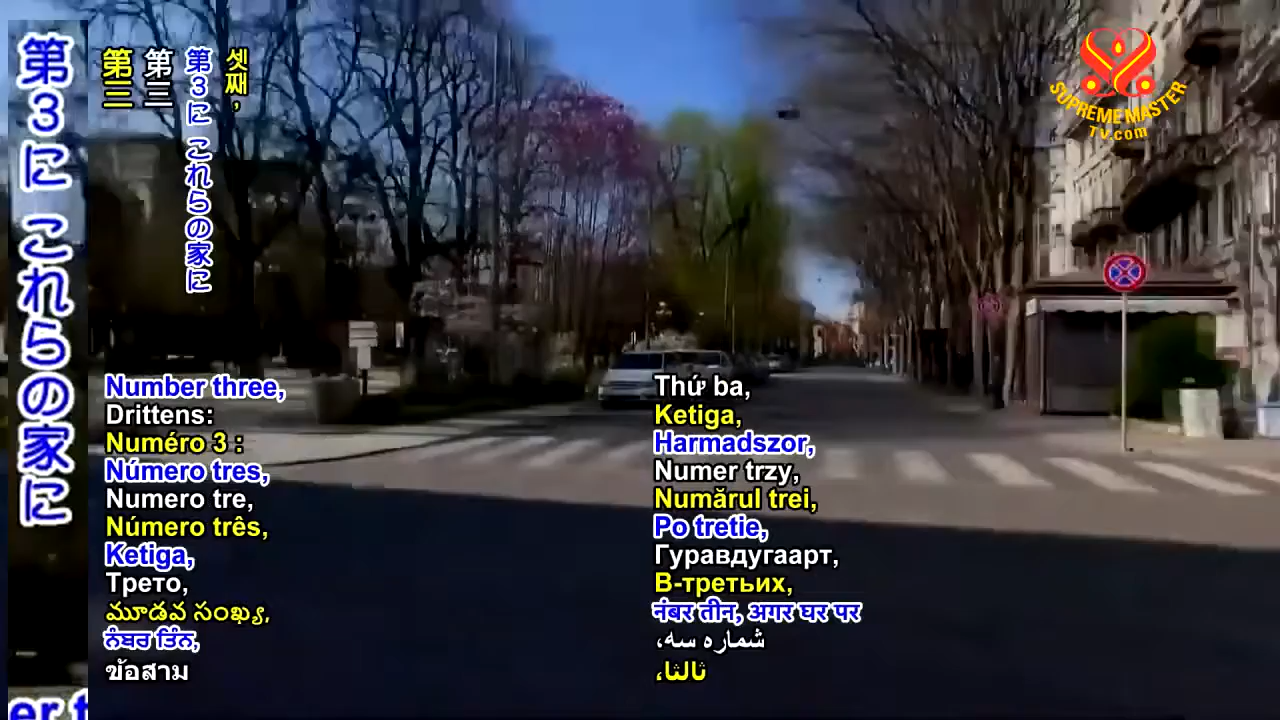 第3に これらの家に
第三
第三
第3に これらの家に
셋째,
SUPREME MASTER
TV.com
Number three,
Drittens:
Numéro 3 :
Número tres,
Numero tre,
Número três,
Ketiga,
Трето,
మూడవ సంఖ్య,
ਨੰਬਰ ਤਿੰਨ,
ข้อสาม
Thứ ba,
Ketiga,
Harmadszor,
Numer trzy,
Numărul trei,
Po tretie,
Гуравдугаарт,
В-третьих,
नंबर तीन, अगर घर पर
شماره سه،
ثالثا،